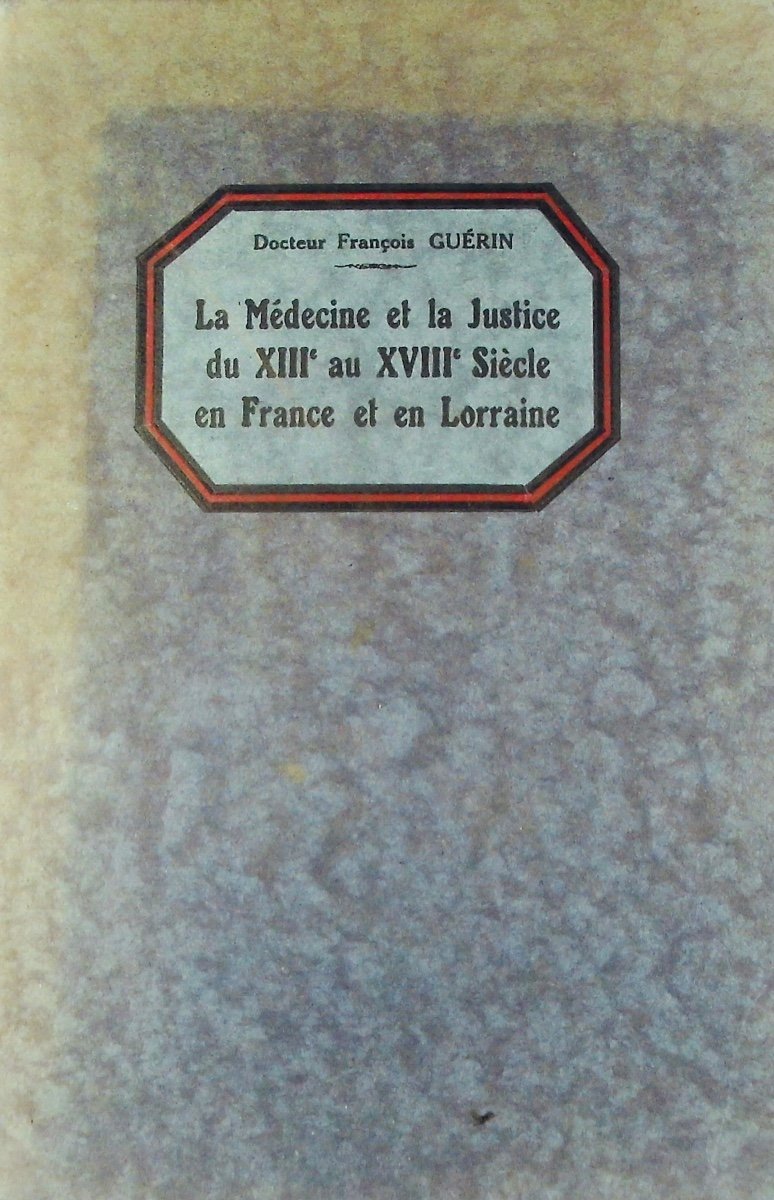 Docteur François GUÉRIN
La Médecine et la Justice
du XIIIᵉ au XVIIIᵉ Siècle
en France et en Lorraine